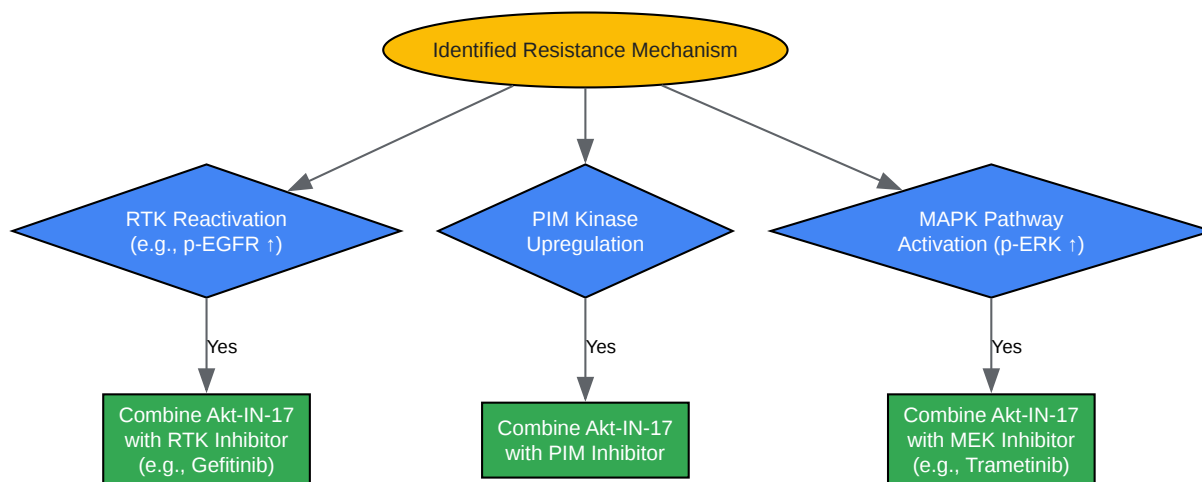 Identified Resistance Mechanism
RTK Reactivation
(e.g., p-EGFR ↑)
PIM Kinase
Upregulation
MAPK Pathway
Activation (p-ERK ↑)
Yes
Yes
Yes
Combine Akt-IN-17
with RTK Inhibitor
(e.g., Gefitinib)
Combine Akt-IN-17
with PIM Inhibitor
Combine Akt-IN-17
with MEK Inhibitor
(e.g., Trametinib)